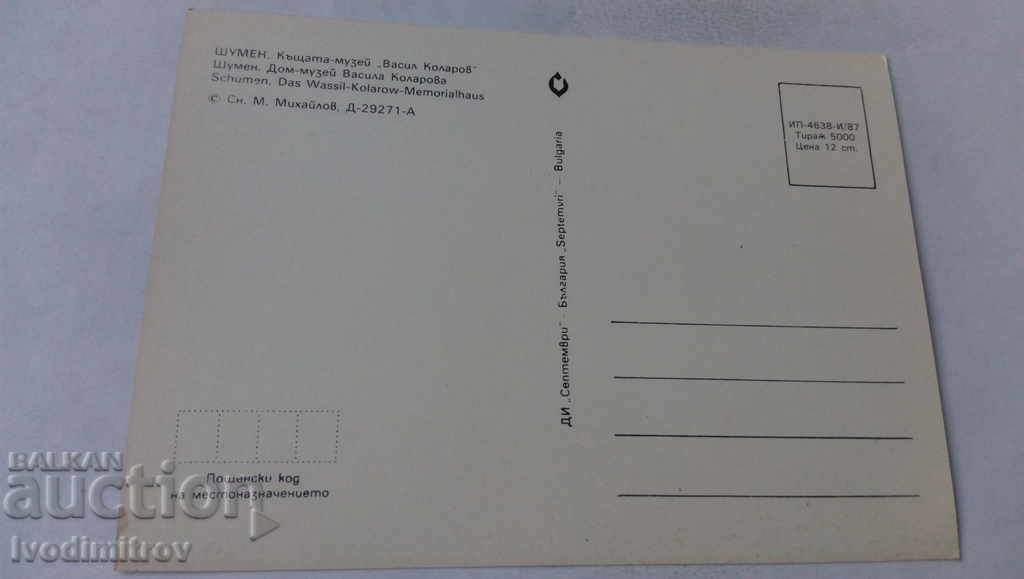 ШУМЕН. Къщата-музей „Васил Коларов"
Шумен. Дом-музей Васила Коларова
Schumen. Das Wassil-Kolarow-Memorialhaus
© Сн. М. Михайлов, Д-29271-А
ИП-4638-И/87
Тираж 5000
Цена 12 ст.
ДИ „Септември" - България „Septemvri" — Bulgaria
Пощенски код
на местоназначението
BALKAN
auction
Ivodimitrov